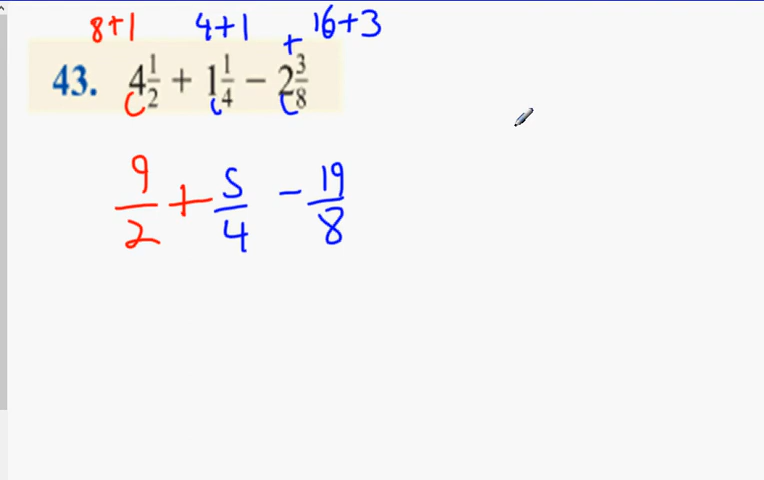 8+1 4+1 + 16+3
43. 4 1/2 + 1 1/4 − 2 3/8
9/2 + 5/4 − 19/8